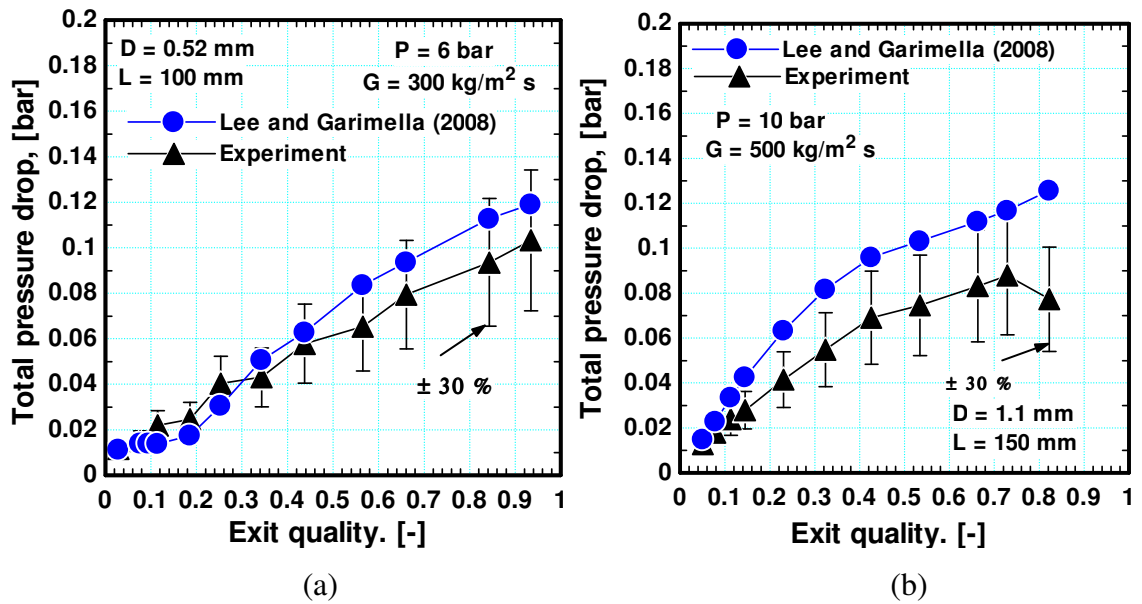 0.2
0.18
0.16
0.14
0.12
0.1
0.08
0.06
0.04
0.02
0
Total pressure drop, [bar]
D = 0.52 mm
L = 100 mm
P = 6 bar
G = 300 kg/m² s
Lee and Garimella (2008)
Experiment
± 30 %
0 0.1 0.2 0.3 0.4 0.5 0.6 0.7 0.8 0.9 1
Exit quality. [-]
(a)
0.2
0.18
0.16
0.14
0.12
0.1
0.08
0.06
0.04
0.02
0
Total pressure drop, [bar]
Lee and Garimella (2008)
Experiment
P = 10 bar
G = 500 kg/m² s
± 30 %
D = 1.1 mm
L = 150 mm
0 0.1 0.2 0.3 0.4 0.5 0.6 0.7 0.8 0.9 1
Exit quality. [-]
(b)